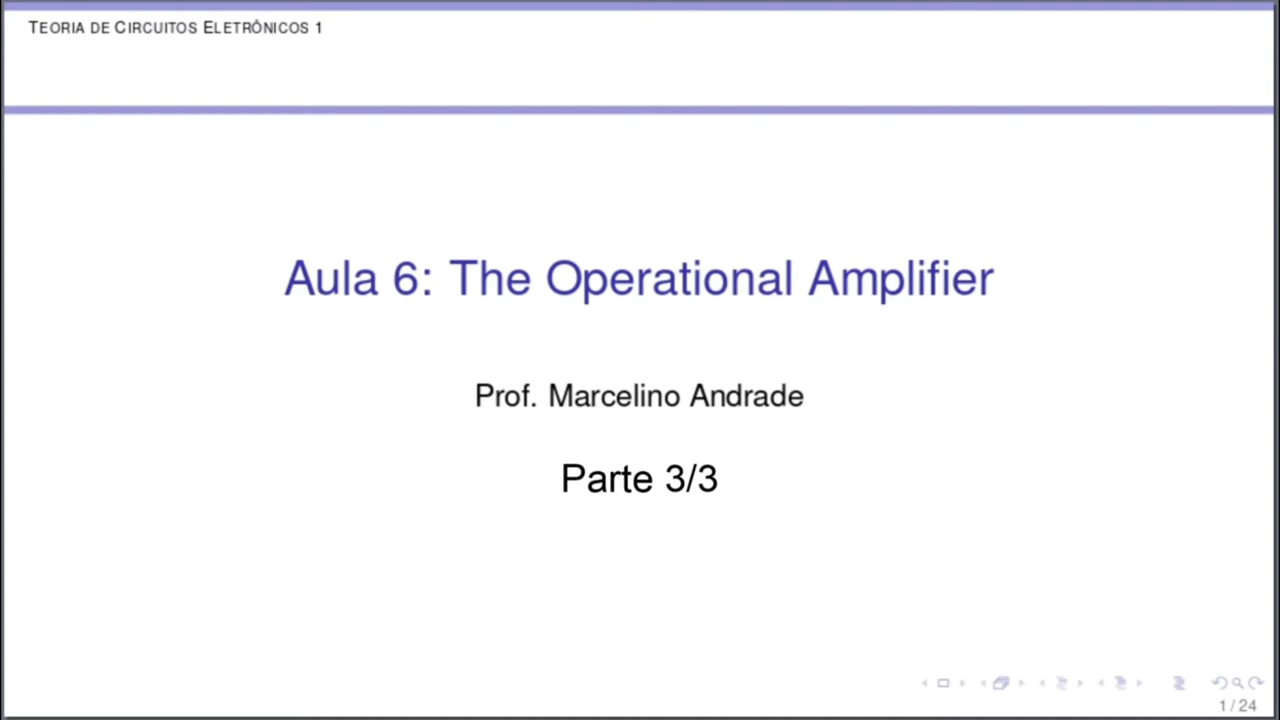 TEORIA DE CIRCUITOS ELETRÔNICOS 1
Aula 6: The Operational Amplifier
Prof. Marcelino Andrade
Parte 3/3
1 / 24